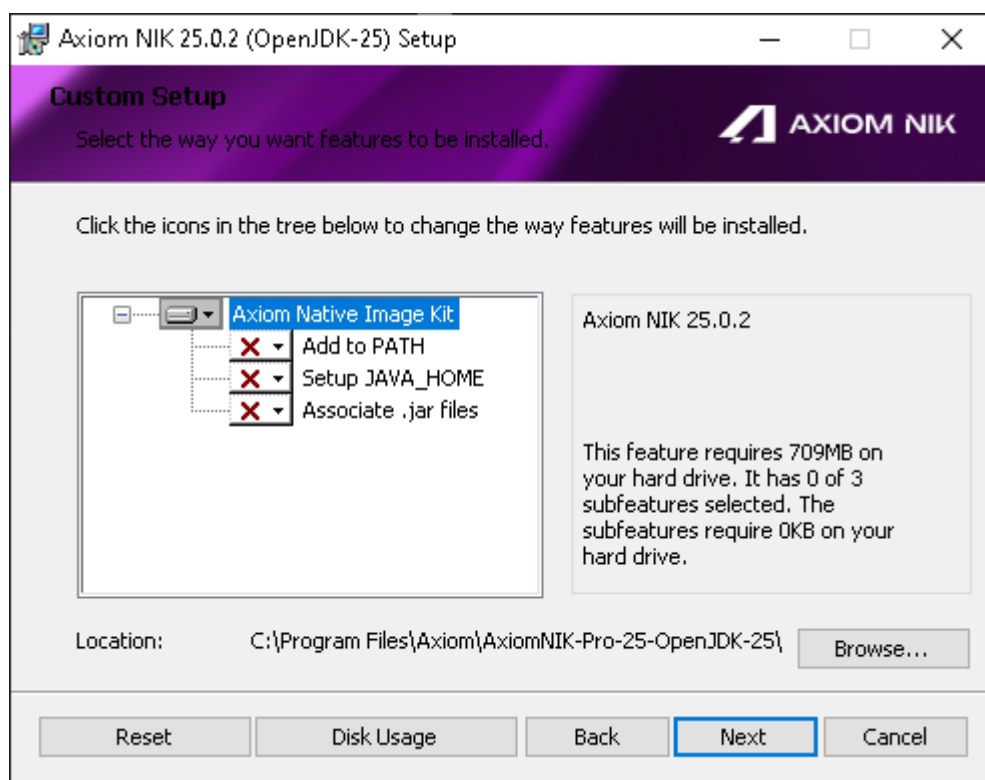 Axiom NIK 25.0.2 (OpenJDK-25) Setup
Custom Setup
Select the way you want features to be installed.
AXIOM NIK
Click the icons in the tree below to change the way features will be installed.
Axiom Native Image Kit
Add to PATH
Setup JAVA_HOME
Associate .jar files
Axiom NIK 25.0.2
This feature requires 709MB on
your hard drive. It has 0 of 3
subfeatures selected. The
subfeatures require 0KB on your
hard drive.
Location: C:\Program Files\Axiom\AxiomNIK-Pro-25-OpenJDK-25\ Browse...
Reset Disk Usage Back Next Cancel